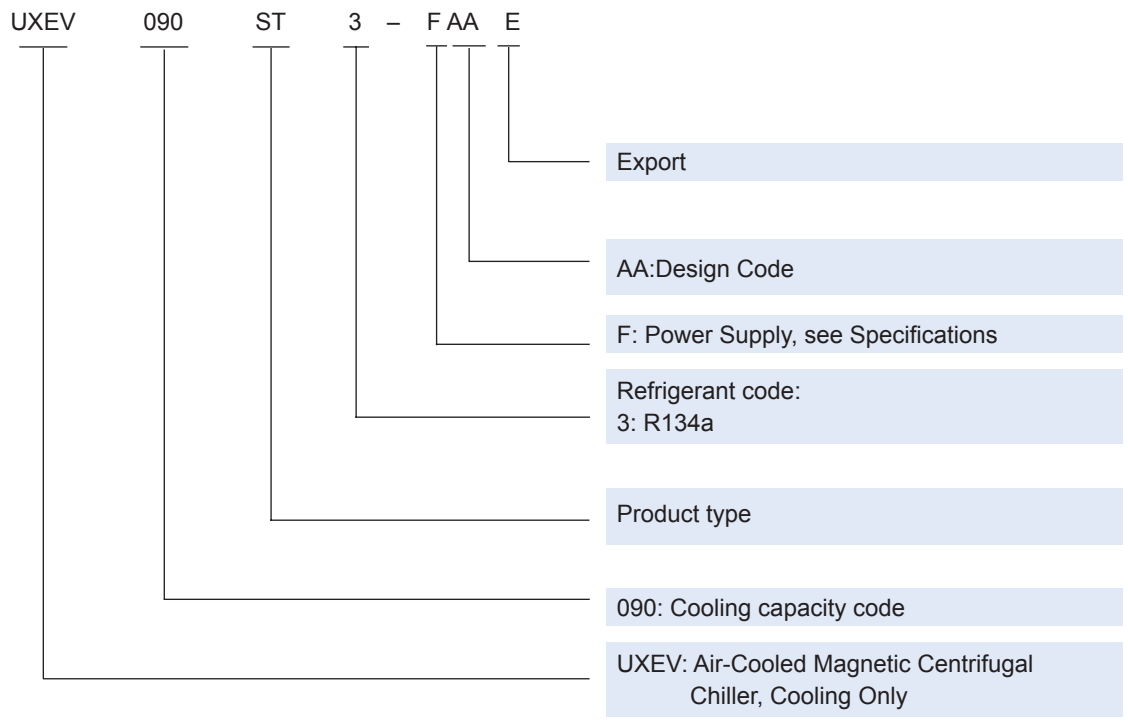 UXEV 090 ST 3 – F AA E
Export
AA:Design Code
F: Power Supply, see Specifications
Refrigerant code:
3: R134a
Product type
090: Cooling capacity code
UXEV: Air-Cooled Magnetic Centrifugal
Chiller, Cooling Only